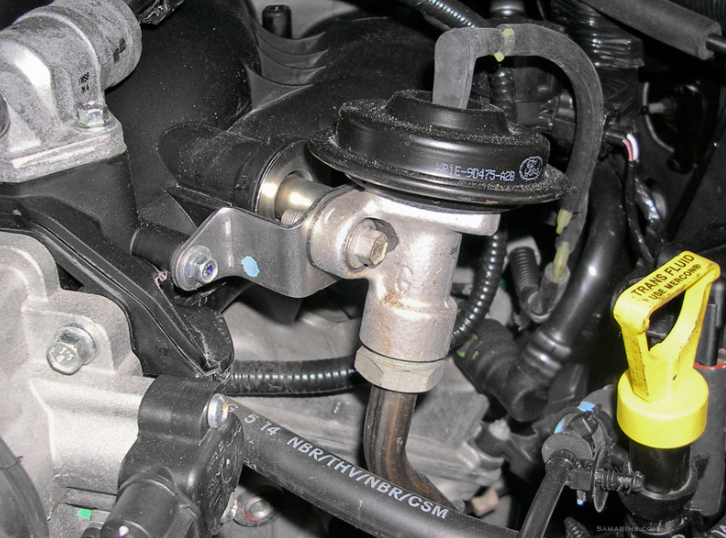 WR1E-9D475-A2B
TRANS FLUID
USE MERCON®
5 14 NBR/THV/NBR/CSM
SAMARINS.COM